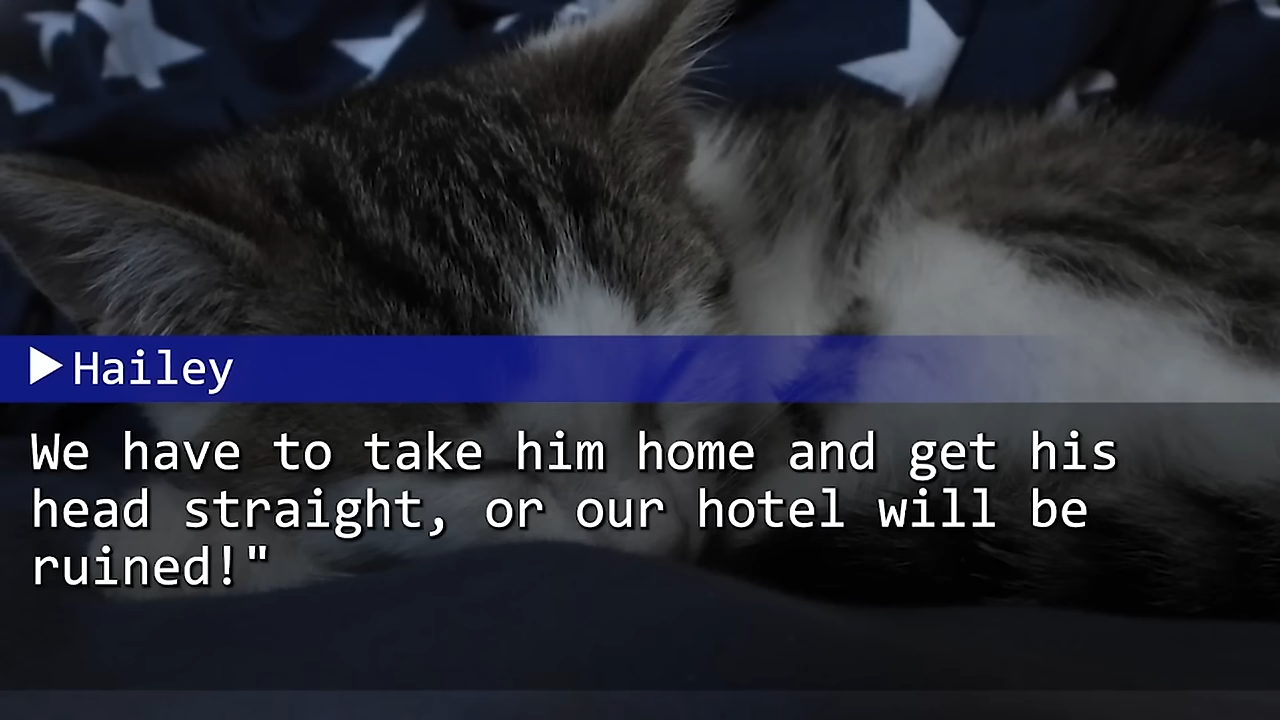 Hailey
We have to take him home and get his
head straight, or our hotel will be
ruined!"